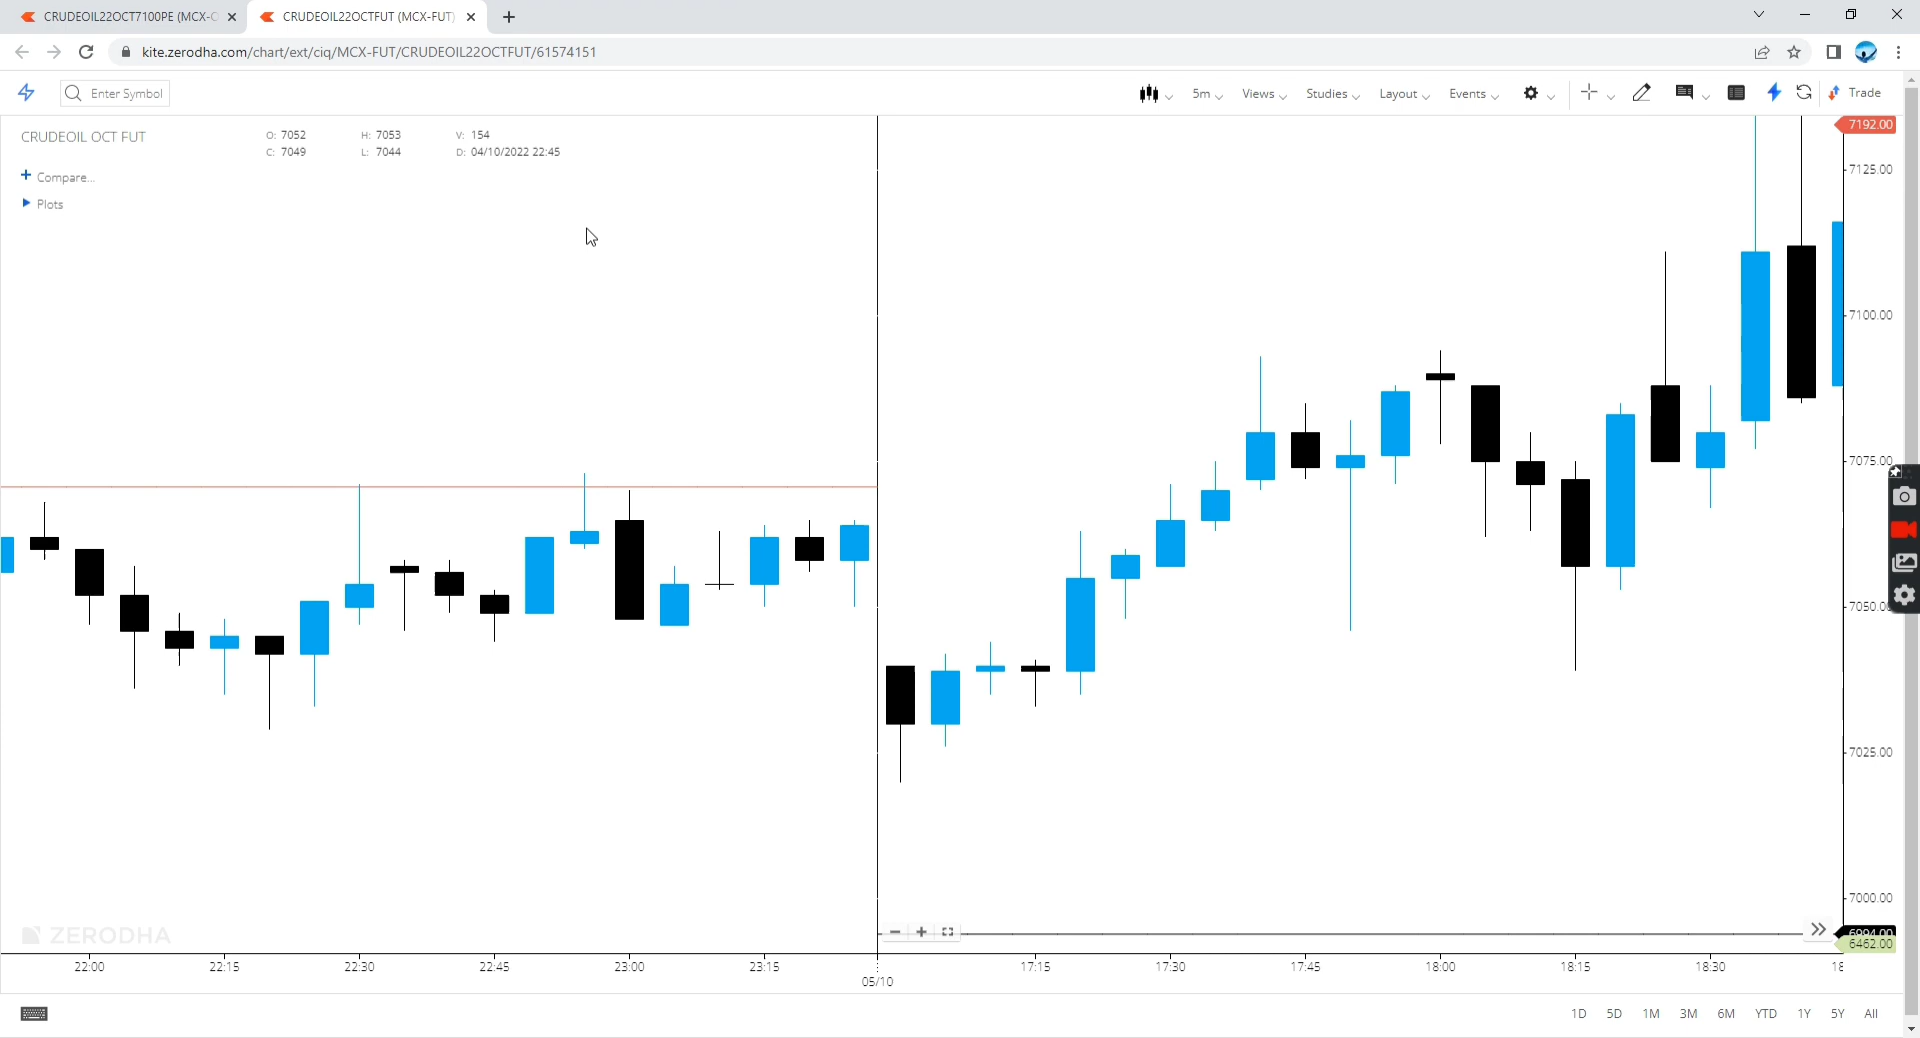 CRUDEOIL22OCT7100PE (MCX-O
CRUDEOIL22OCTFUT (MCX-FUT)
kite.zerodha.com/chart/ext/ciq/MCX-FUT/CRUDEOIL22OCTFUT/61574151
Enter Symbol
5m
Views
Studies
Layout
Events
Trade
CRUDEOIL OCT FUT
O: 7052
H: 7053
V: 154
C: 7049
L: 7044
D: 04/10/2022 22:45
+ Compare...
Plots
7192.00
7125.00
7100.00
7075.00
7050.00
7025.00
7000.00
6994.00
6462.00
ZERODHA
22:00
22:15
22:30
22:45
23:00
23:15
05/10
17:15
17:30
17:45
18:00
18:15
18:30
18
1D
5D
1M
3M
6M
YTD
1Y
5Y
All